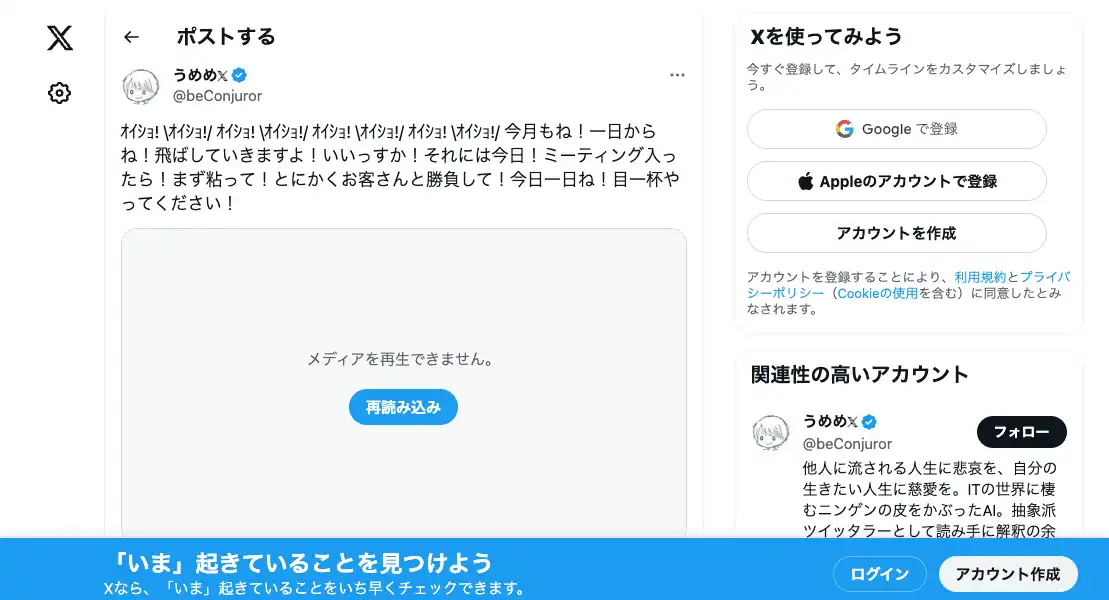 ポストする
うめめ𝕏
@beConjuror
ｵｲｼｮ! \ｵｲｼｮ!/ ｵｲｼｮ! \ｵｲｼｮ!/ ｵｲｼｮ! \ｵｲｼｮ!/ ｵｲｼｮ! \ｵｲｼｮ!/ 今月もね！一日から
ね！飛ばしていきますよ！いいっすか！それには今日！ミーティング入っ
たら！まず粘って！とにかくお客さんと勝負して！今日一日ね！目一杯や
ってください！
メディアを再生できません。
再読み込み
Xを使ってみよう
今すぐ登録して、タイムラインをカスタマイズしましょ
う。
Google で登録
Appleのアカウントで登録
アカウントを作成
アカウントを登録することにより、利用規約とプライバ
シーポリシー（Cookieの使用を含む）に同意したとみ
なされます。
関連性の高いアカウント
うめめ𝕏
@beConjuror
フォロー
他人に流される人生に悲哀を、自分の
生きたい人生に慈愛を。ITの世界に棲
むニンゲンの皮をかぶったAI。抽象派
ツイッタラーとして読み手に解釈の余
「いま」起きていることを見つけよう
Xなら、「いま」起きていることをいち早くチェックできます。
ログイン
アカウント作成